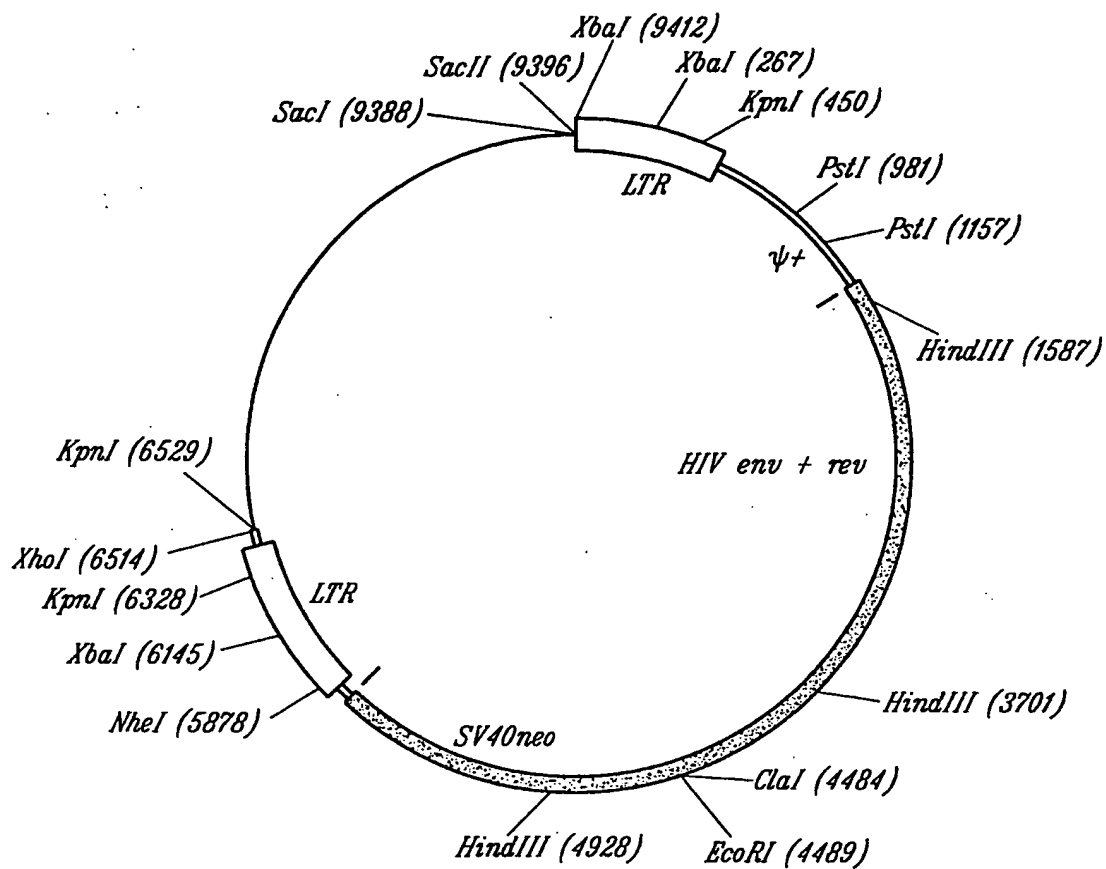 XbaI (9412)
SacII (9396)
XbaI (267)
SacI (9388)
KpnI (450)
LTR
PstI (981)
PstI (1157)
ψ+
HindIII (1587)
KpnI (6529)
HIV env + rev
XhoI (6514)
KpnI (6328)
LTR
XbaI (6145)
NheI (5878)
HindIII (3701)
SV40neo
ClaI (4484)
HindIII (4928)
EcoRI (4489)